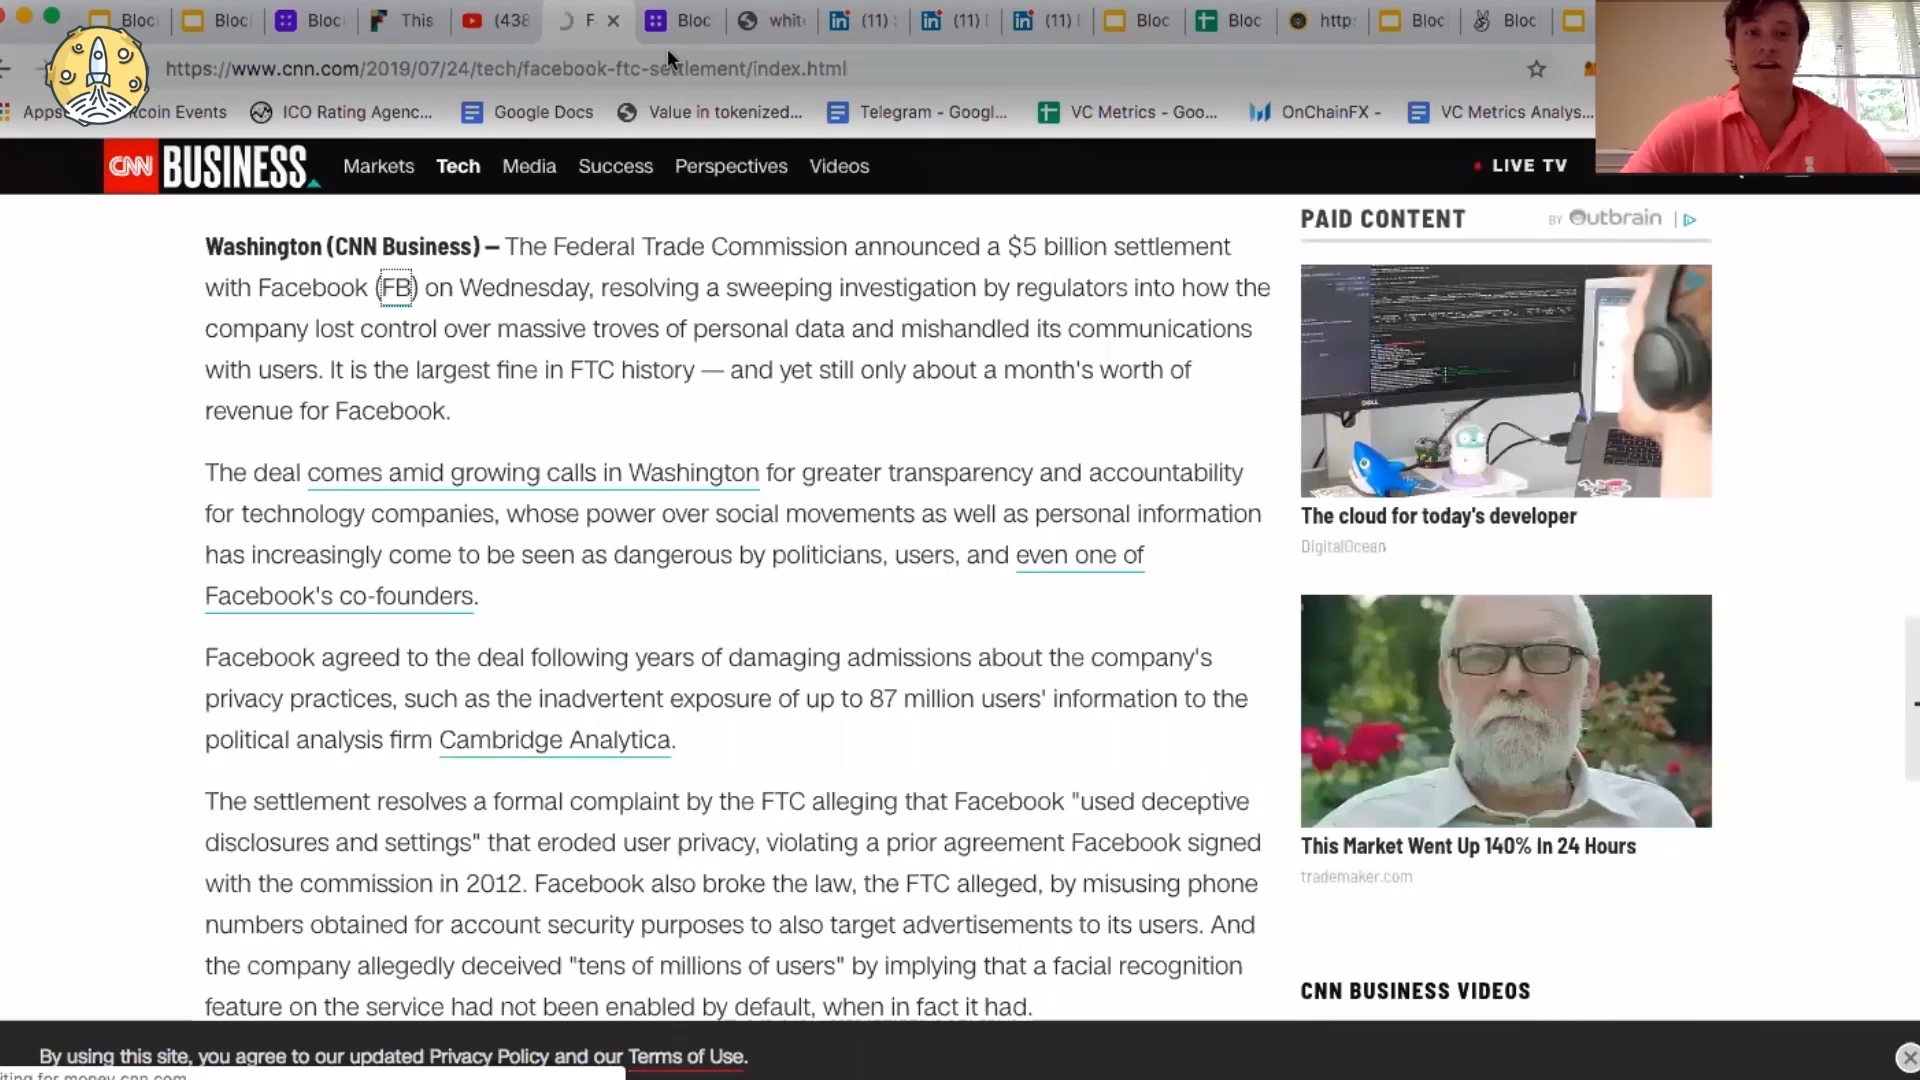 Bloc
Bloc
Bloc
This
(438
F
Bloc
whit
(11)
(11)
(11)
Bloc
Bloc
http
Bloc
Bloc
https://www.cnn.com/2019/07/24/tech/facebook-ftc-settlement/index.html
Apps
tcoin Events
ICO Rating Agenc...
Google Docs
Value in tokenized...
Telegram - Googl...
VC Metrics - Goo...
OnChainFX -
VC Metrics Analys...
CNN BUSINESS
Markets
Tech
Media
Success
Perspectives
Videos
LIVE TV
Washington (CNN Business) — The Federal Trade Commission announced a $5 billion settlement
with Facebook (FB) on Wednesday, resolving a sweeping investigation by regulators into how the
company lost control over massive troves of personal data and mishandled its communications
with users. It is the largest fine in FTC history — and yet still only about a month's worth of
revenue for Facebook.
The deal comes amid growing calls in Washington for greater transparency and accountability
for technology companies, whose power over social movements as well as personal information
has increasingly come to be seen as dangerous by politicians, users, and even one of
Facebook's co-founders.
Facebook agreed to the deal following years of damaging admissions about the company's
privacy practices, such as the inadvertent exposure of up to 87 million users' information to the
political analysis firm Cambridge Analytica.
The settlement resolves a formal complaint by the FTC alleging that Facebook "used deceptive
disclosures and settings" that eroded user privacy, violating a prior agreement Facebook signed
with the commission in 2012. Facebook also broke the law, the FTC alleged, by misusing phone
numbers obtained for account security purposes to also target advertisements to its users. And
the company allegedly deceived "tens of millions of users" by implying that a facial recognition
feature on the service had not been enabled by default, when in fact it had.
PAID CONTENT
BY Outbrain
DELL
The cloud for today's developer
DigitalOcean
This Market Went Up 140% In 24 Hours
trademaker.com
CNN BUSINESS VIDEOS
By using this site, you agree to our updated Privacy Policy and our Terms of Use.
iting for money.cnn.com